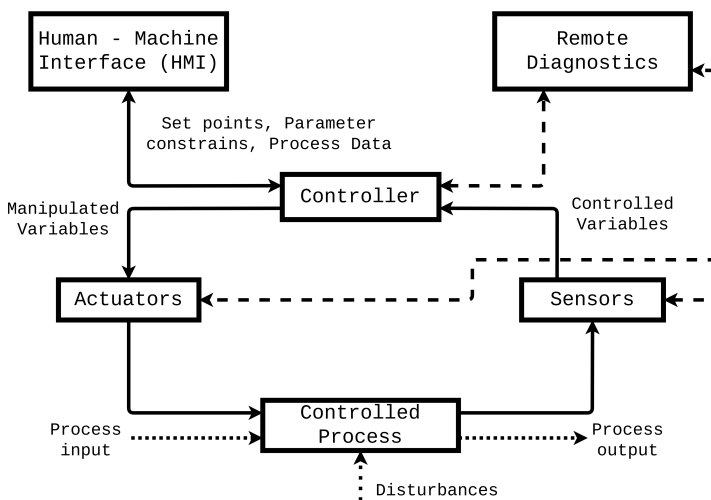 Human - Machine
Interface (HMI)
Remote
Diagnostics
Set points, Parameter
constrains, Process Data
Controller
Manipulated
Variables
Controlled
Variables
Actuators
Sensors
Controlled
Process
Process
input
Process
output
Disturbances